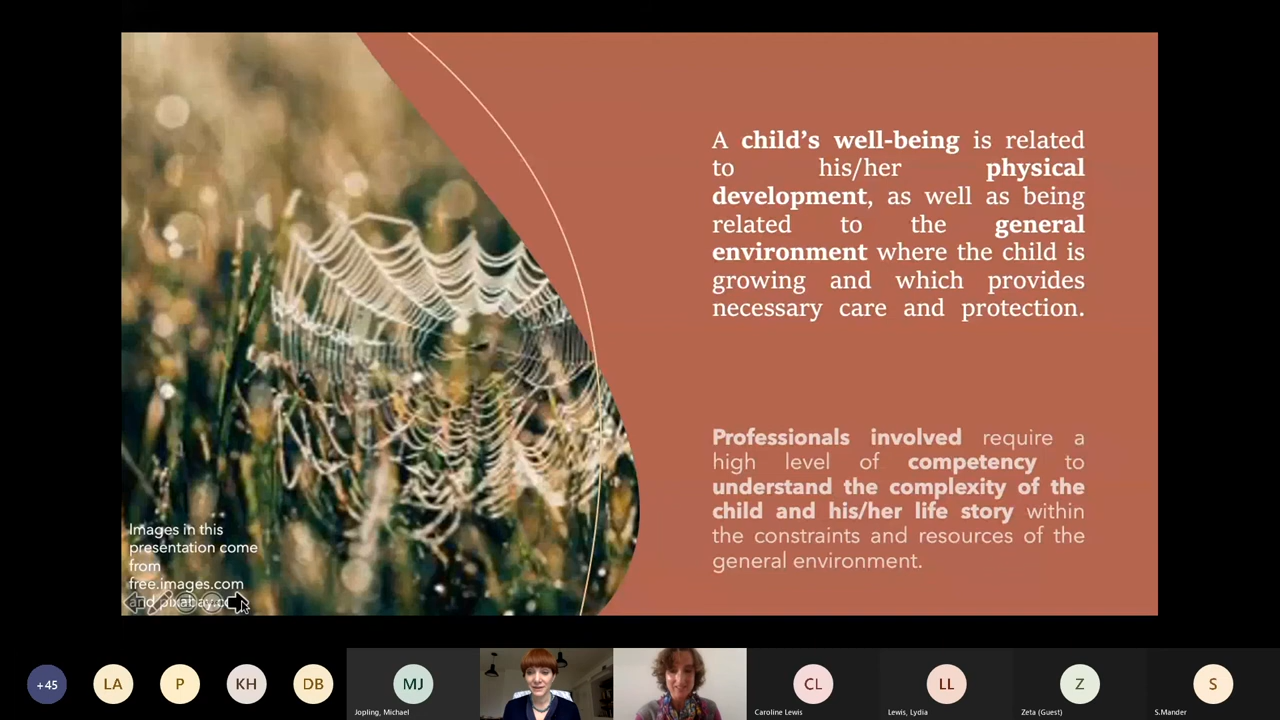 A child's well-being is related
to his/her physical
development, as well as being
related to the general
environment where the child is
growing and which provides
necessary care and protection.
Professionals involved require a
high level of competency to
understand the complexity of the
child and his/her life story within
the constraints and resources of the
general environment.
Images in this
presentation come
from
free.images.com
and
+45
LA
P
KH
DB
MJ
Jopling, Michael
CL
Caroline Lewis
LL
Lewis, Lydia
Z
Zeta (Guest)
S
S.Mander